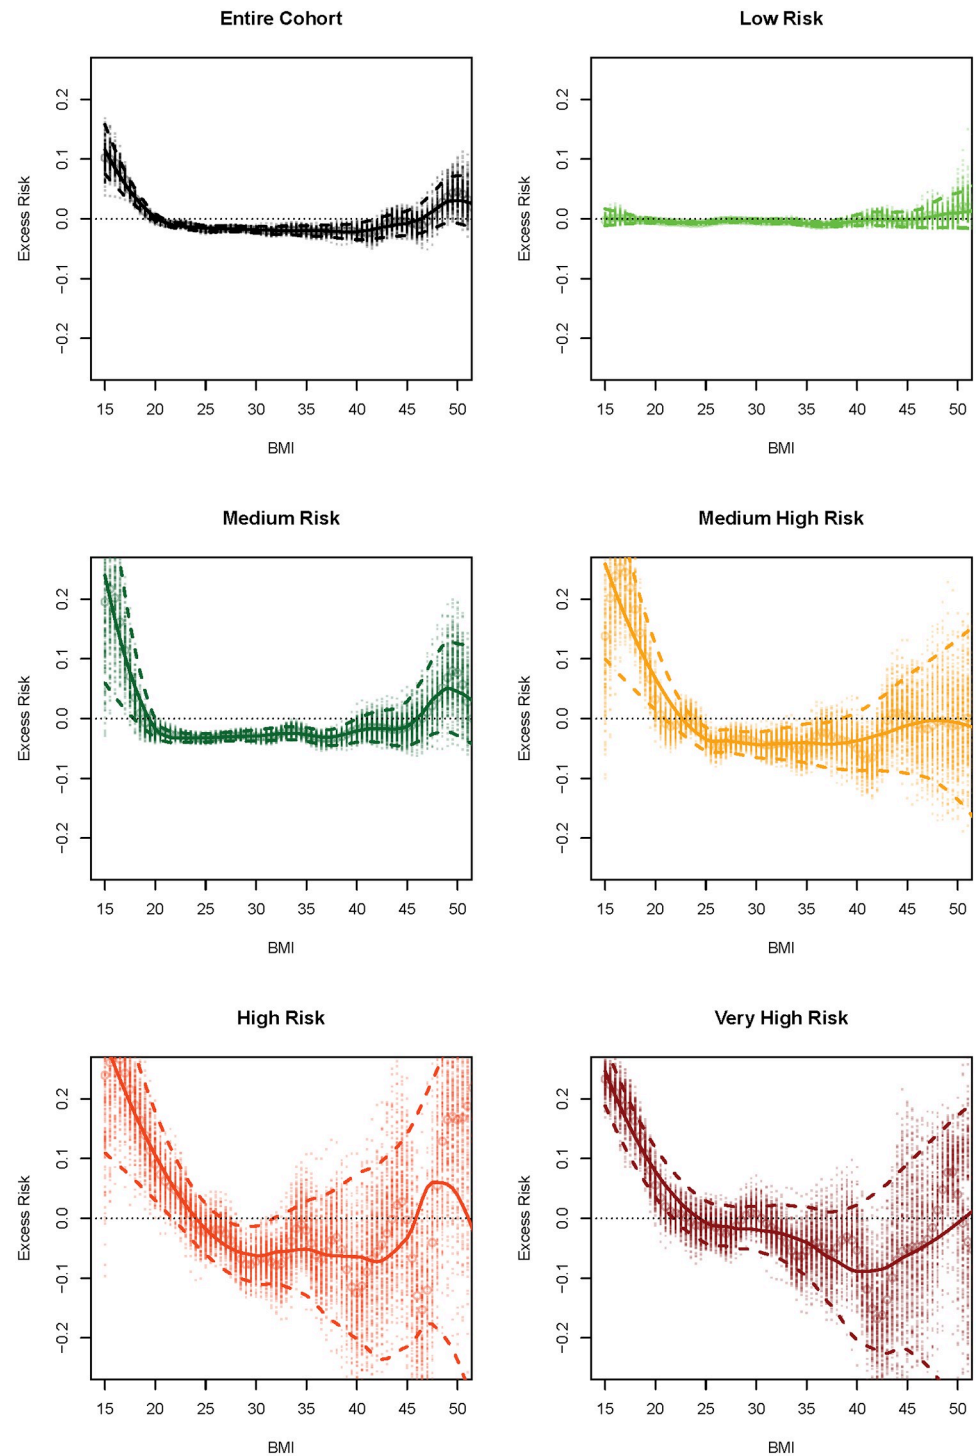 Entire Cohort
Excess Risk
0.2
0.1
0.0
−0.1
−0.2
15 20 25 30 35 40 45 50
BMI
Low Risk
Excess Risk
0.2
0.1
0.0
−0.1
−0.2
15 20 25 30 35 40 45 50
BMI
Medium Risk
Excess Risk
0.2
0.1
0.0
−0.1
−0.2
15 20 25 30 35 40 45 50
BMI
Medium High Risk
Excess Risk
0.2
0.1
0.0
−0.1
−0.2
15 20 25 30 35 40 45 50
BMI
High Risk
Excess Risk
0.2
0.1
0.0
−0.1
−0.2
15 20 25 30 35 40 45 50
BMI
Very High Risk
Excess Risk
0.2
0.1
0.0
−0.1
−0.2
15 20 25 30 35 40 45 50
BMI